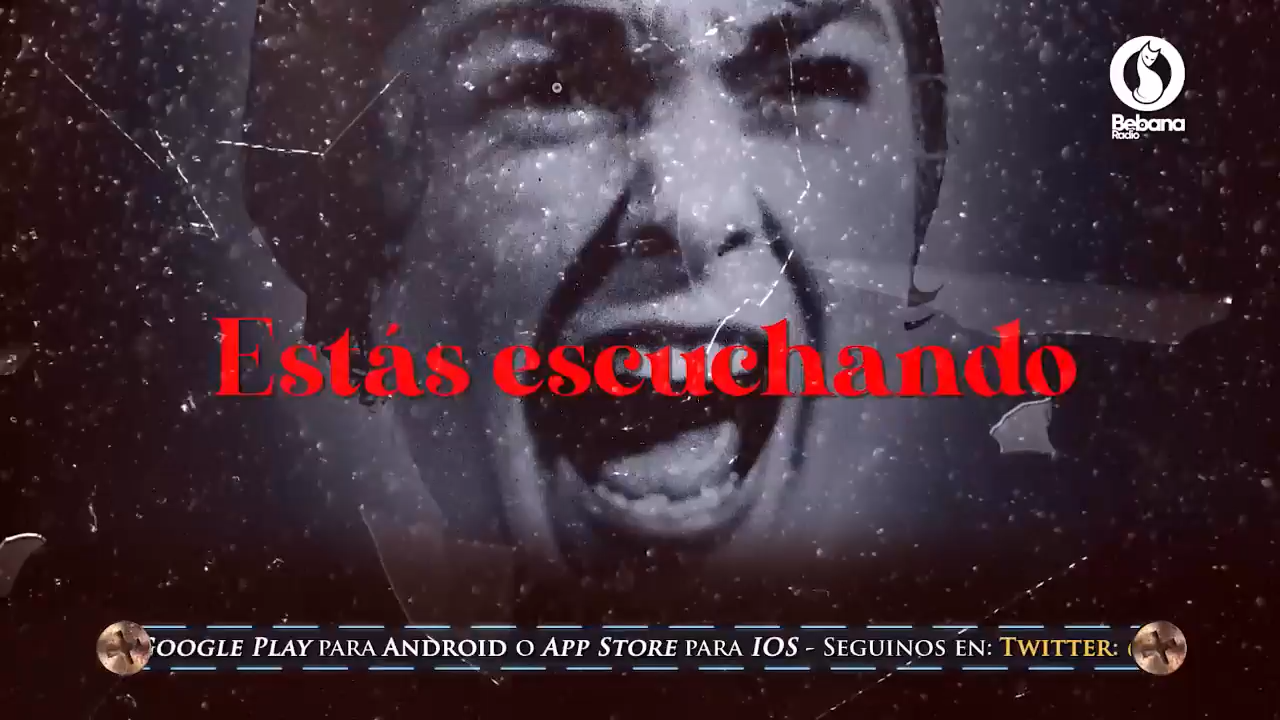 Bebana
Radio
Estás escuchando
GOOGLE PLAY PARA ANDROID O APP STORE PARA IOS - SEGUINOS EN: TWITTER: